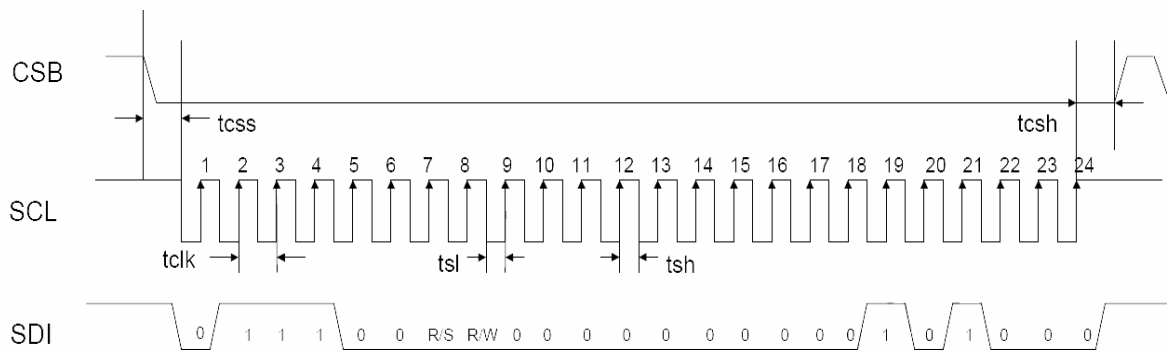 CSB
tcss
tcsh
1 2 3 4 5 6 7 8 9 10 11 12 13 14 15 16 17 18 19 20 21 22 23 24
SCL
tclk
tsl
tsh
SDI
0 1 1 1 0 0 R/S R/W 0 0 0 0 0 0 0 0 0 0 1 0 1 0 0 0